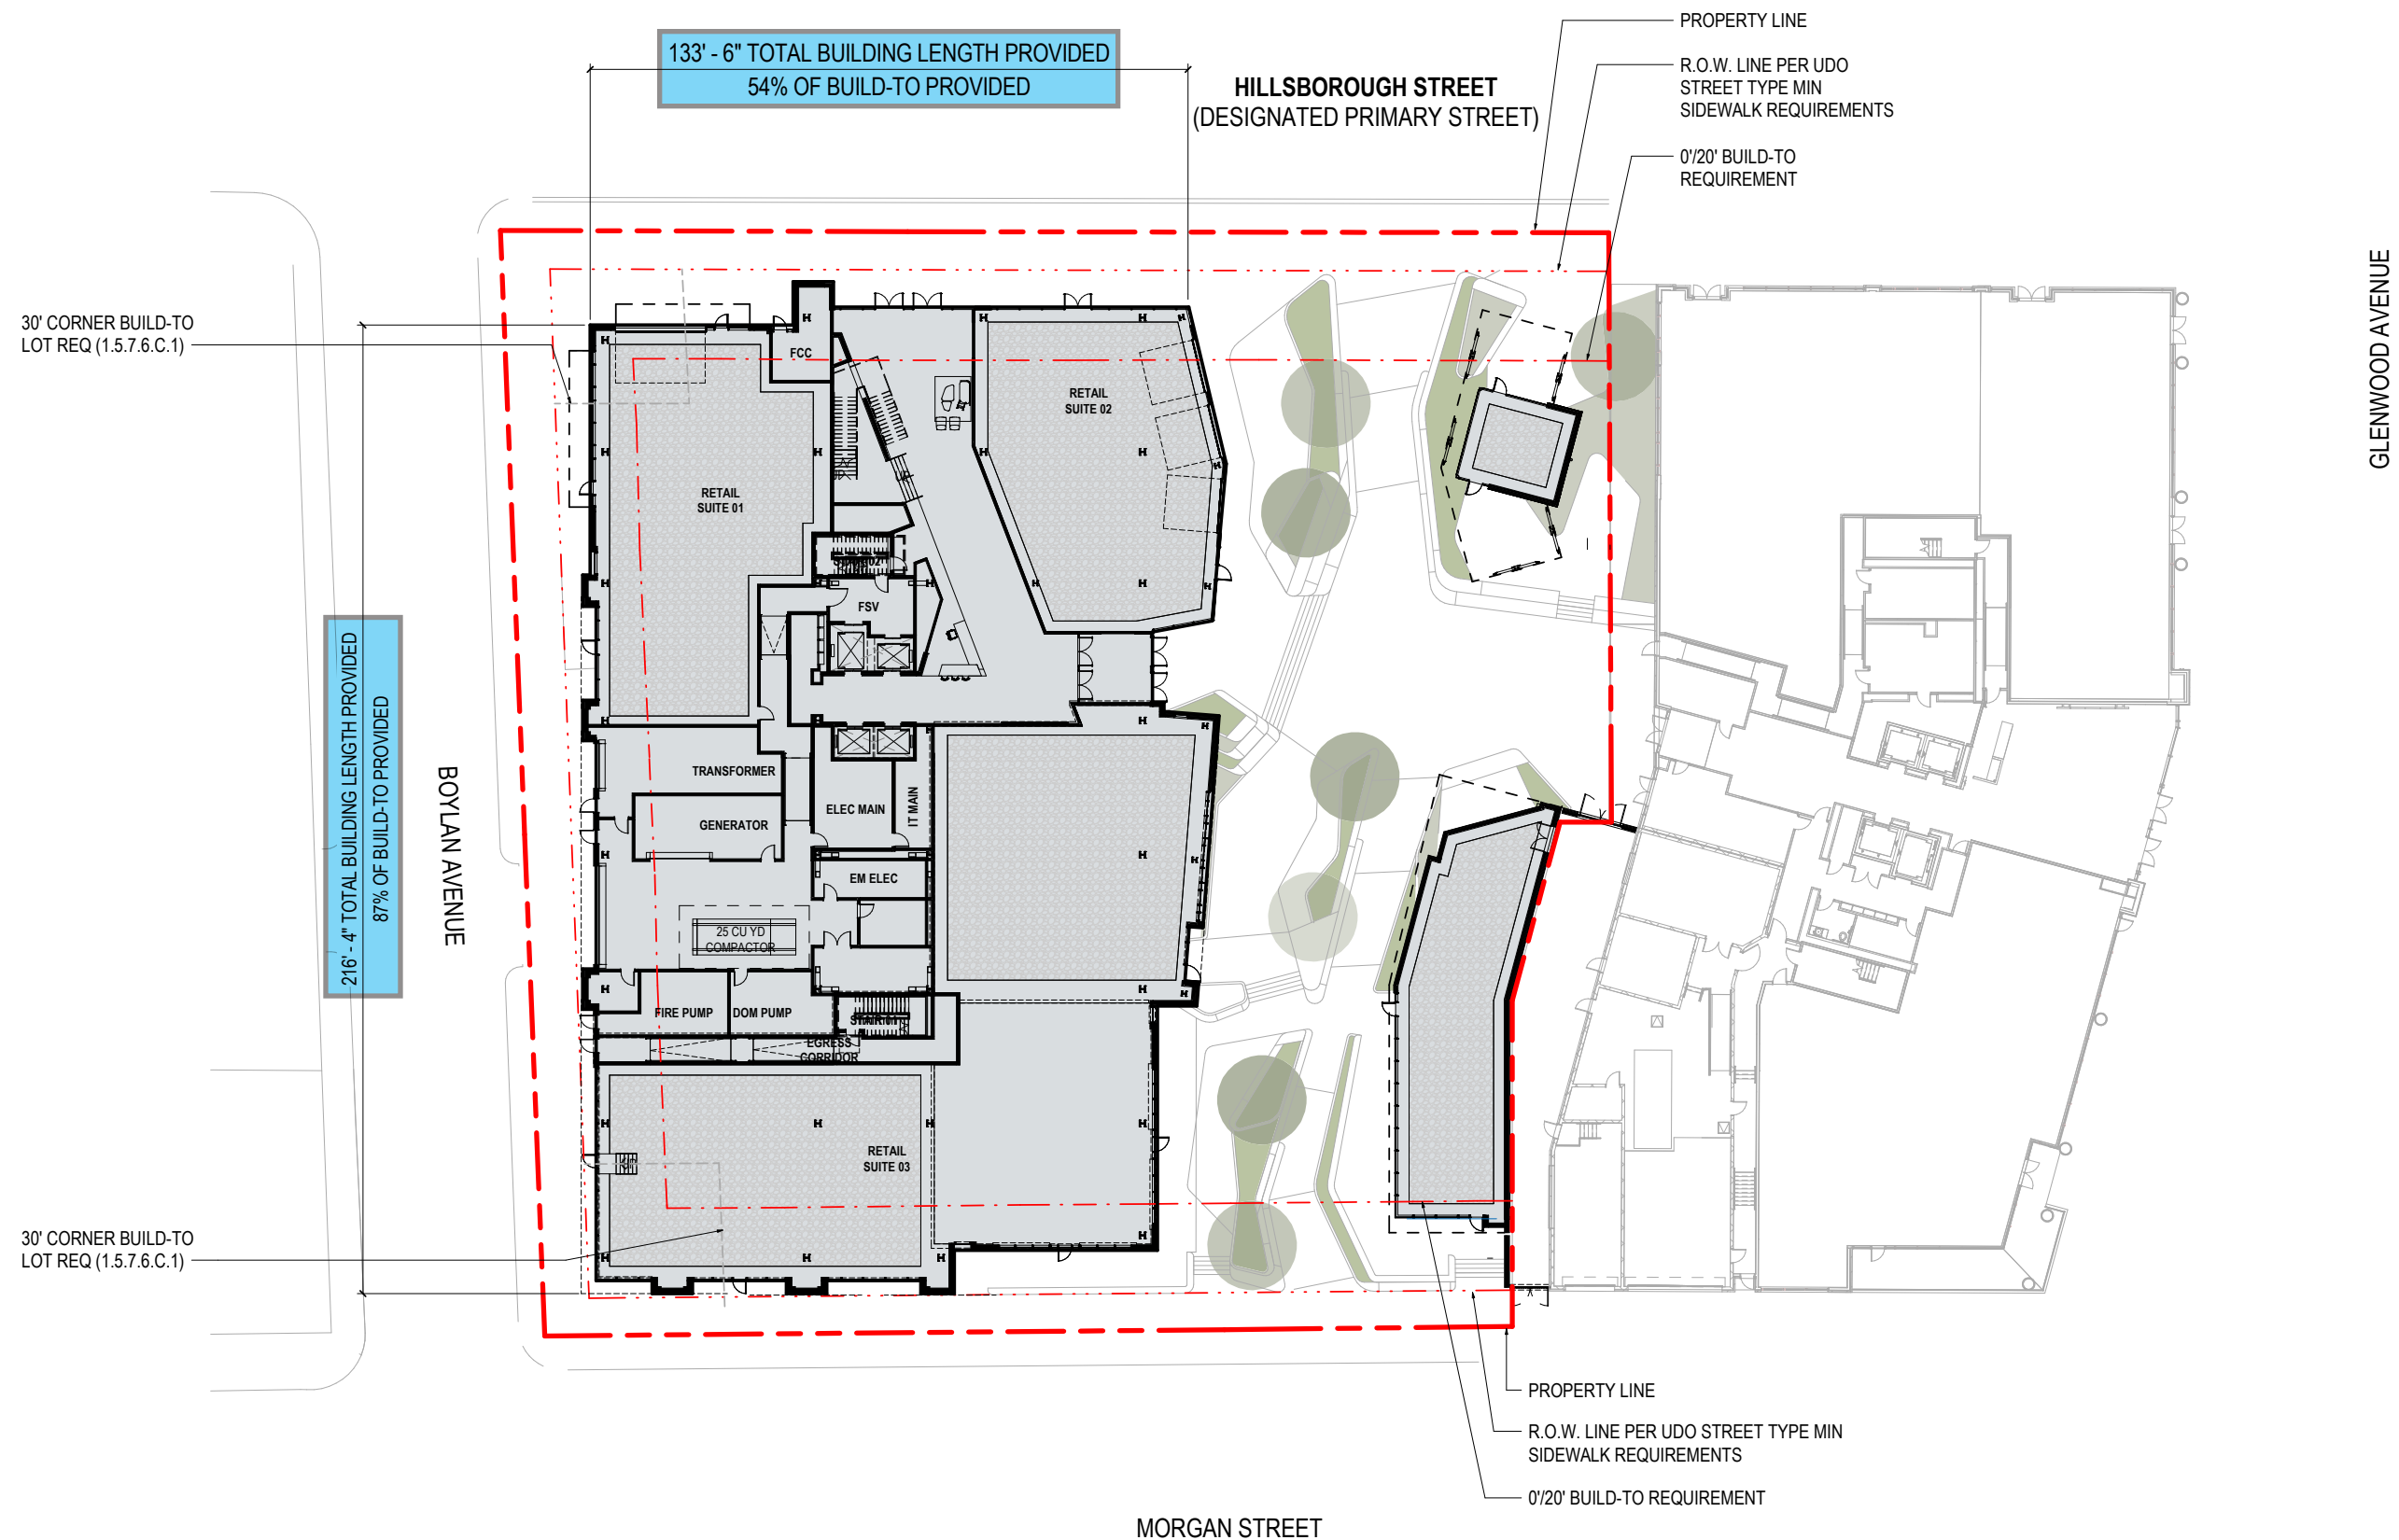 133' - 6" TOTAL BUILDING LENGTH PROVIDED
54% OF BUILD-TO PROVIDED
HILLSBOROUGH STREET
(DESIGNATED PRIMARY STREET)
PROPERTY LINE
R.O.W. LINE PER UDO
STREET TYPE MIN
SIDEWALK REQUIREMENTS
0'/20' BUILD-TO
REQUIREMENT
GLENWOOD AVENUE
30' CORNER BUILD-TO
LOT REQ (1.5.7.6.C.1)
FCC
RETAIL
SUITE 02
RETAIL
SUITE 01
FSV
216' - 4" TOTAL BUILDING LENGTH PROVIDED
87% OF BUILD-TO PROVIDED
BOYLAN AVENUE
TRANSFORMER
GENERATOR
ELEC MAIN
IT MAIN
EM ELEC
25 CU YD
COMPACTOR
FIRE PUMP
DOM PUMP
STAIR 01
EGRESS
CORRIDOR
RETAIL
SUITE 03
30' CORNER BUILD-TO
LOT REQ (1.5.7.6.C.1)
PROPERTY LINE
R.O.W. LINE PER UDO STREET TYPE MIN
SIDEWALK REQUIREMENTS
0'/20' BUILD-TO REQUIREMENT
MORGAN STREET